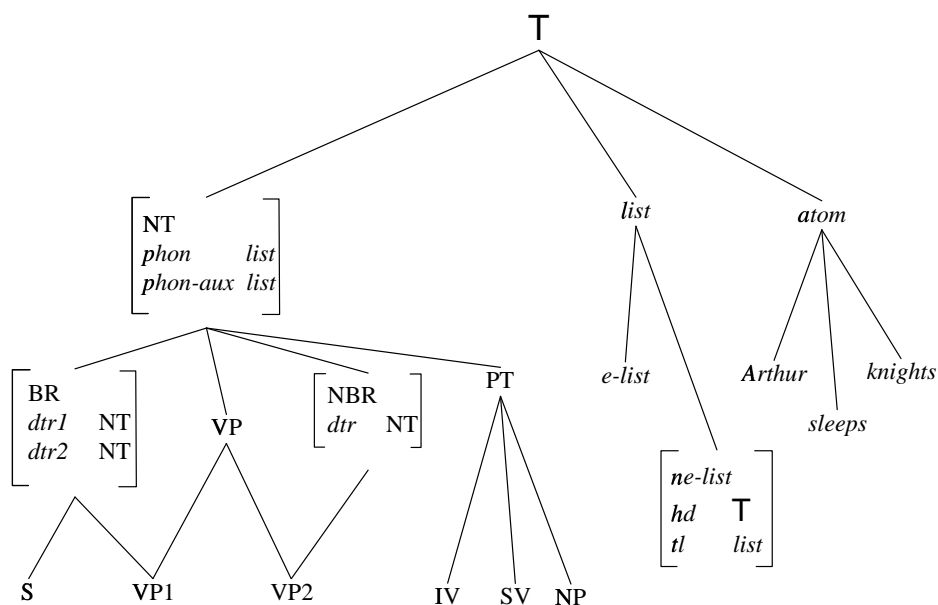 T
NT
phon list
phon-aux list
list
atom
BR
dtr1 NT
dtr2 NT
VP
NBR
dtr NT
PT
e-list
Arthur
knights
sleeps
ne-list
hd T
tl list
S
VP1
VP2
IV
SV
NP